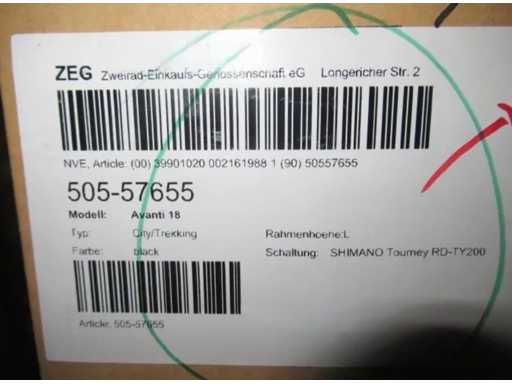 ZEG Zweirad-Einkaufs-Genossenschaft eG Longericher Str. 2
NVE, Article: (00) 39901020 002161988 1 (90) 50557655
505-57655
Modell: Avanti 18
Typ: City/Trekking Rahmenhoehe:L
Farbe: black Schaltung: SHIMANO Tourney RD-TY200
Article: 505-57655